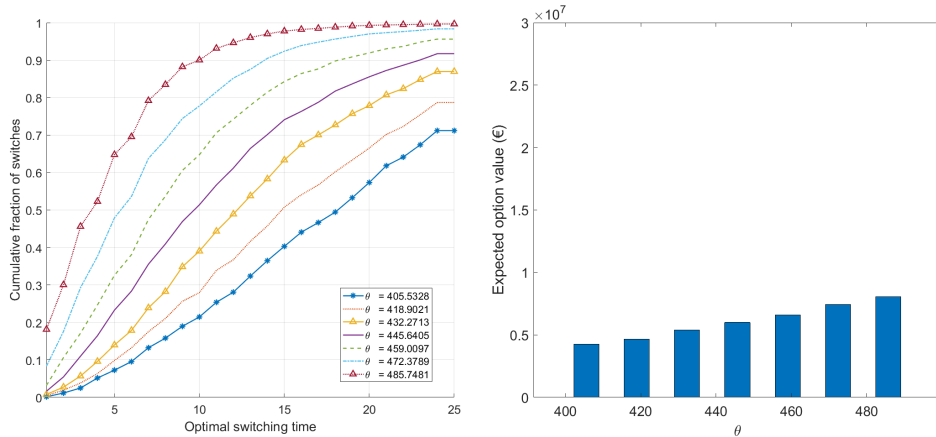 1
0.9
0.8
0.7
0.6
0.5
0.4
0.3
0.2
0.1
0
5
10
15
20
25
Cumulative fraction of switches
Optimal switching time
θ = 405.5328
θ = 418.9021
θ = 432.2713
θ = 445.6405
θ = 459.0097
θ = 472.3789
θ = 485.7481
×10⁷
3
2.5
2
1.5
1
0.5
0
400
420
440
460
480
Expected option value (€)
θ